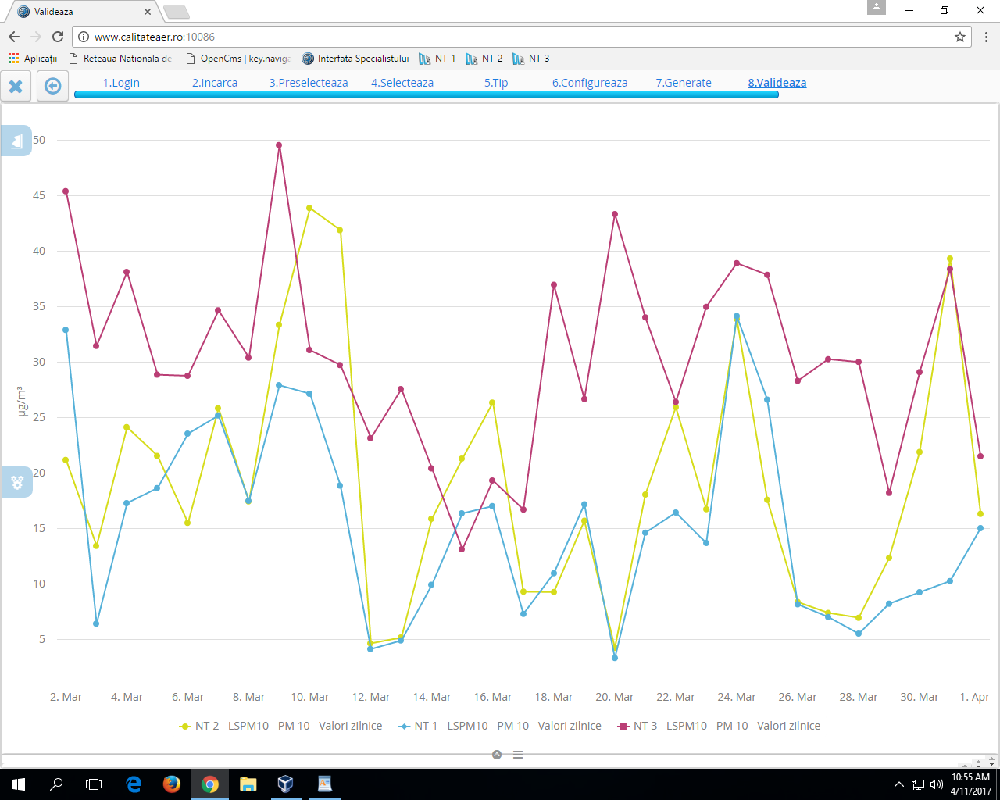 Valideaza
www.calitateaer.ro:10086
Aplicații Reteaua Nationala de OpenCms | key.naviga Interfata Specialistului NT-1 NT-2 NT-3
1.Login 2.Incarca 3.Preselecteaza 4.Selecteaza 5.Tip 6.Configureaza 7.Generate 8.Valideaza
50
45
40
35
30
µg/m³
25
20
15
10
5
2. Mar 4. Mar 6. Mar 8. Mar 10. Mar 12. Mar 14. Mar 16. Mar 18. Mar 20. Mar 22. Mar 24. Mar 26. Mar 28. Mar 30. Mar 1. Apr
NT-2 - LSPM10 - PM 10 - Valori zilnice NT-1 - LSPM10 - PM 10 - Valori zilnice NT-3 - LSPM10 - PM 10 - Valori zilnice
10:55 AM
4/11/2017